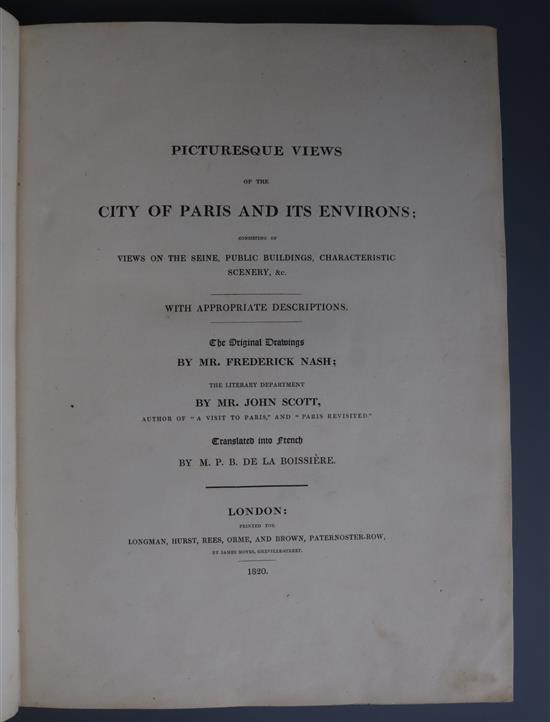 PICTURESQUE VIEWS
OF THE
CITY OF PARIS AND ITS ENVIRONS;
CONSISTING OF
VIEWS ON THE SEINE, PUBLIC BUILDINGS, CHARACTERISTIC
SCENERY, &c.
WITH APPROPRIATE DESCRIPTIONS.
The Original Drawings
BY MR. FREDERICK NASH;
THE LITERARY DEPARTMENT
BY MR. JOHN SCOTT,
AUTHOR OF "A VISIT TO PARIS," AND "PARIS REVISITED."
Translated into French
BY M. P. B. DE LA BOISSIÈRE.
LONDON:
PRINTED FOR
LONGMAN, HURST, REES, ORME, AND BROWN, PATERNOSTER-ROW,
BY JAMES MOYES, GREVILLE-STREET.
1820.